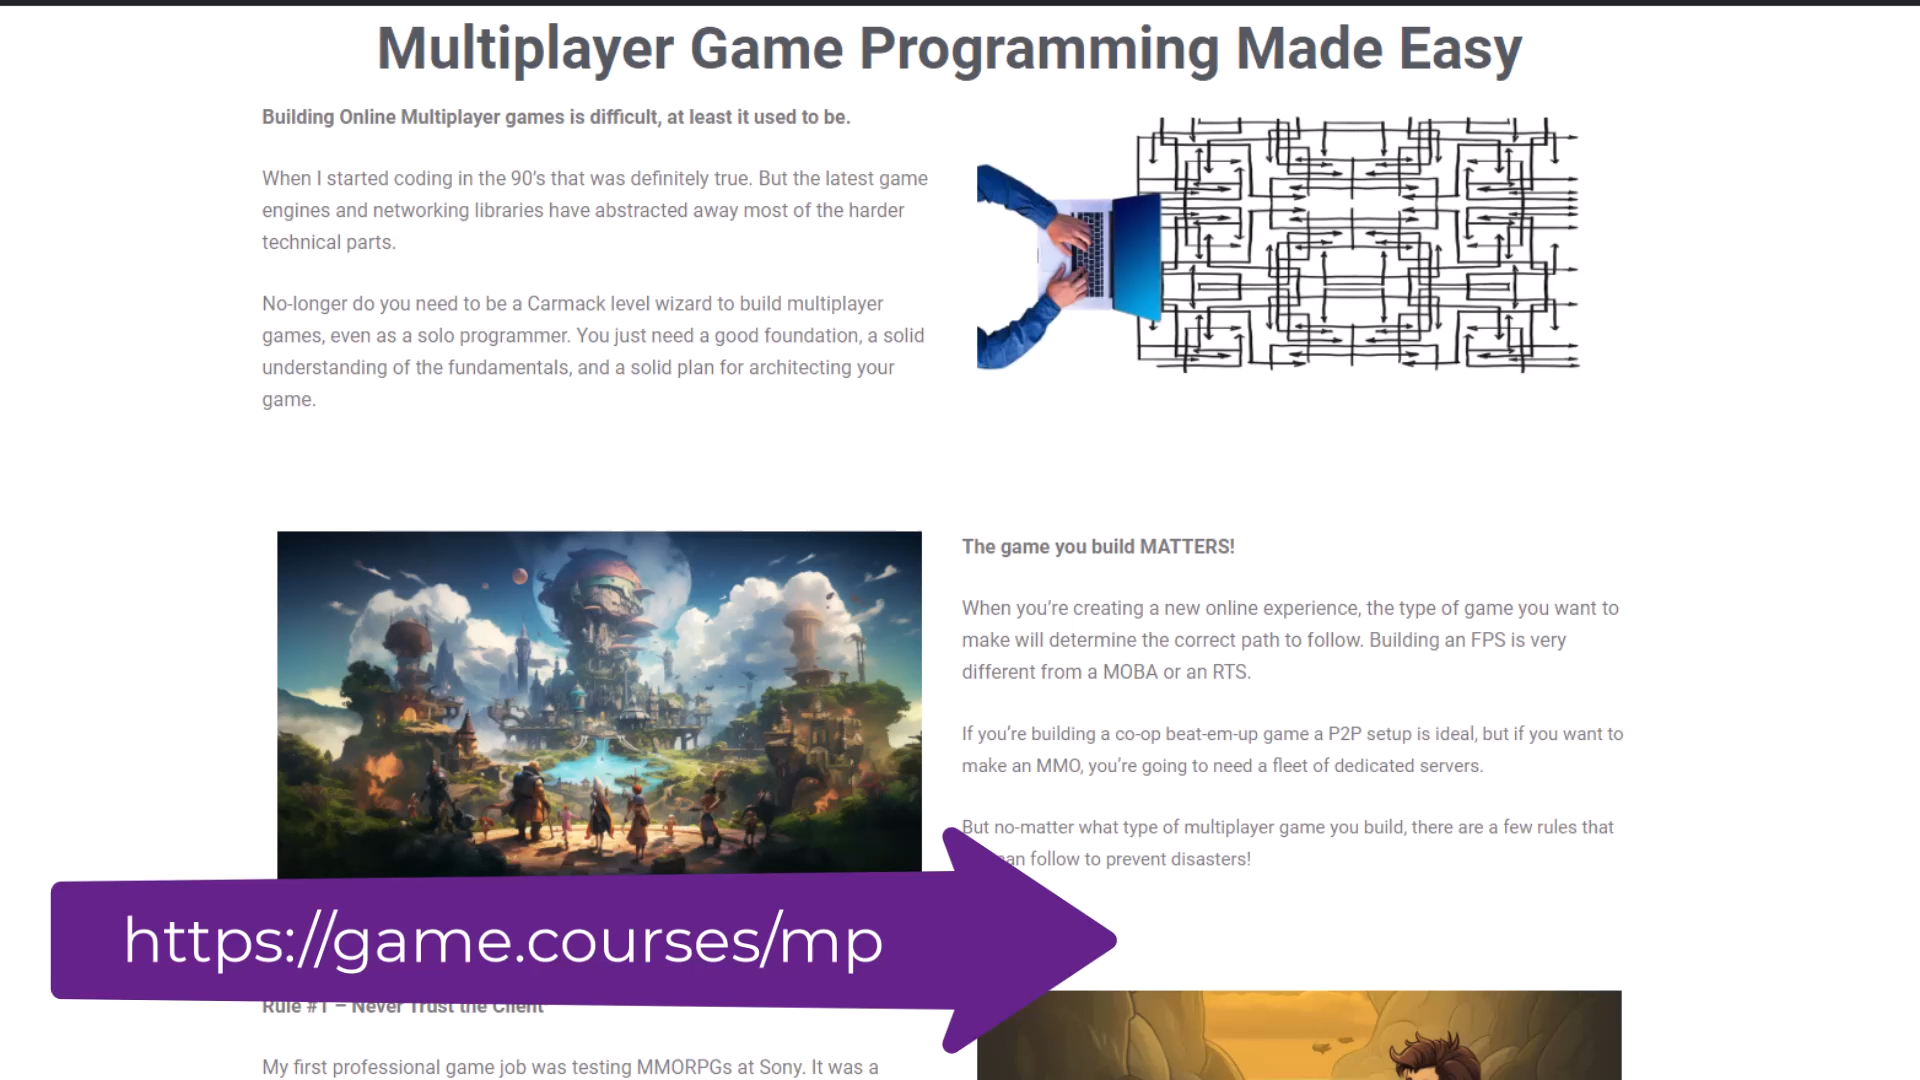 Multiplayer Game Programming Made Easy
Building Online Multiplayer games is difficult, at least it used to be.
When I started coding in the 90’s that was definitely true. But the latest game
engines and networking libraries have abstracted away most of the harder
technical parts.
No-longer do you need to be a Carmack level wizard to build multiplayer
games, even as a solo programmer. You just need a good foundation, a solid
understanding of the fundamentals, and a solid plan for architecting your
game.
The game you build MATTERS!
When you’re creating a new online experience, the type of game you want to
make will determine the correct path to follow. Building an FPS is very
different from a MOBA or an RTS.
If you’re building a co-op beat-em-up game a P2P setup is ideal, but if you want to
make an MMO, you’re going to need a fleet of dedicated servers.
But no-matter what type of multiplayer game you build, there are a few rules that
follow to prevent disasters!
https://game.courses/mp
Rule #1 – Never Trust the Client
My first professional game job was testing MMORPGs at Sony. It was a